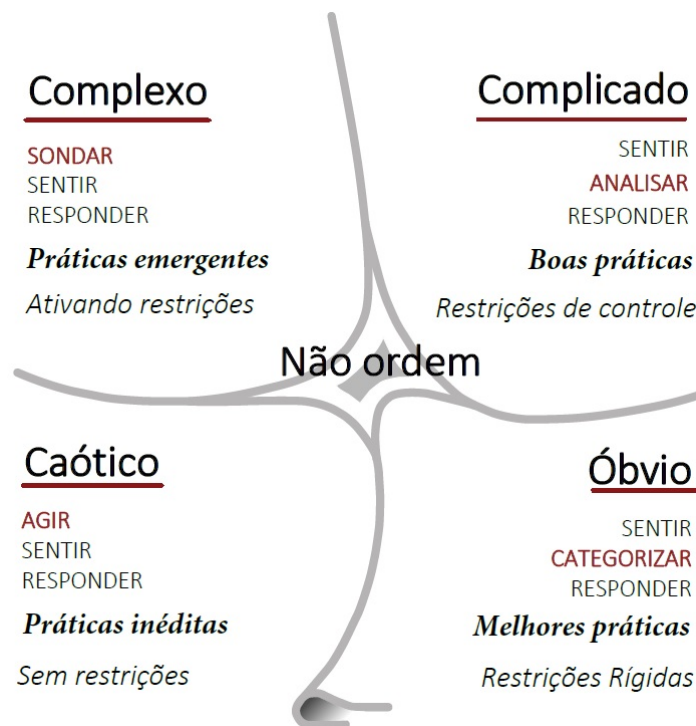 Complexo
SONDAR
SENTIR
RESPONDER
Práticas emergentes
Ativando restrições
Complicado
SENTIR
ANALISAR
RESPONDER
Boas práticas
Restrições de controle
Não ordem
Caótico
AGIR
SENTIR
RESPONDER
Práticas inéditas
Sem restrições
Óbvio
SENTIR
CATEGORIZAR
RESPONDER
Melhores práticas
Restrições Rígidas